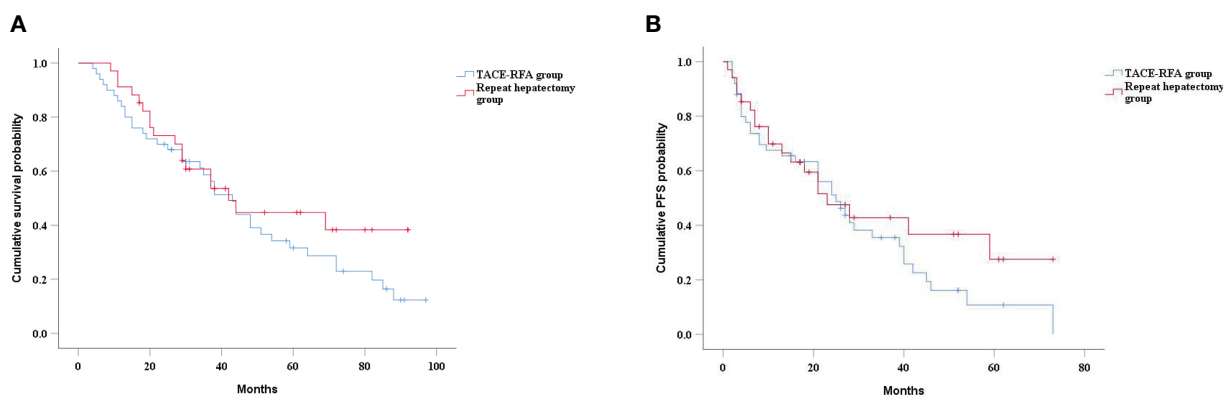 A
Cumulative survival probability
1.0
0.8
0.6
0.4
0.2
0.0
0
20
40
60
80
100
Months
TACE-RFA group
Repeat hepatectomy
group
B
Cumulative PFS probability
1.0
0.8
0.6
0.4
0.2
0.0
0
20
40
60
80
Months
TACE-RFA group
Repeat hepatectomy
group